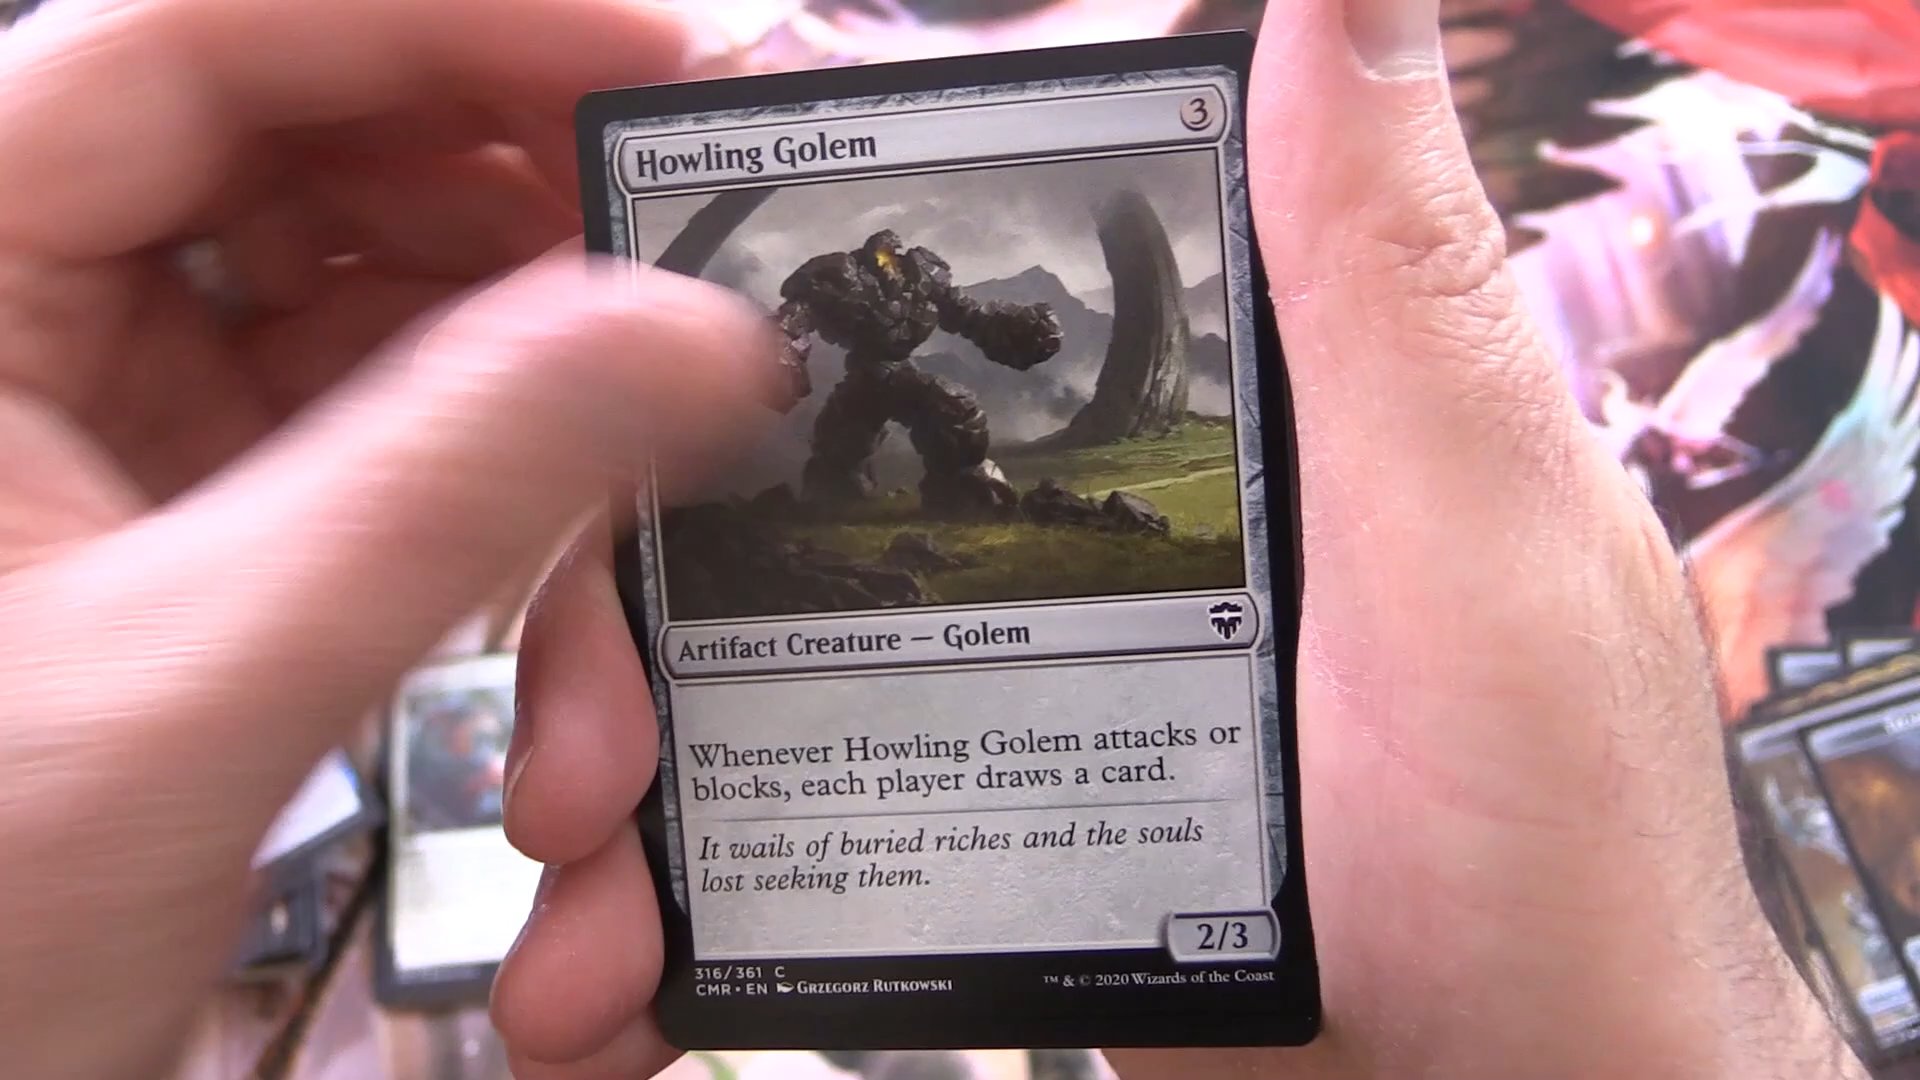 Howling Golem 3
Artifact Creature — Golem
Whenever Howling Golem attacks or
blocks, each player draws a card.
It wails of buried riches and the souls
lost seeking them.
2/3
316/361 C
CMR • EN Grzegorz Rutkowski
™ & © 2020 Wizards of the Coast